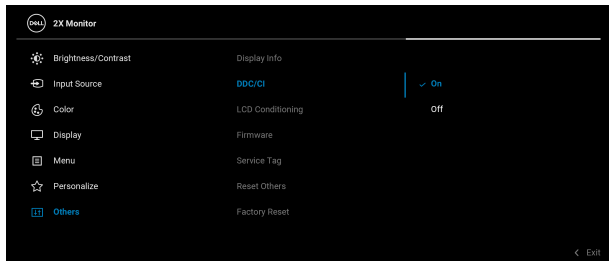 DELL 2X Monitor
Brightness/Contrast Display Info
Input Source DDC/CI On
Color LCD Conditioning Off
Display Firmware
Menu Service Tag
Personalize Reset Others
Others Factory Reset
Exit